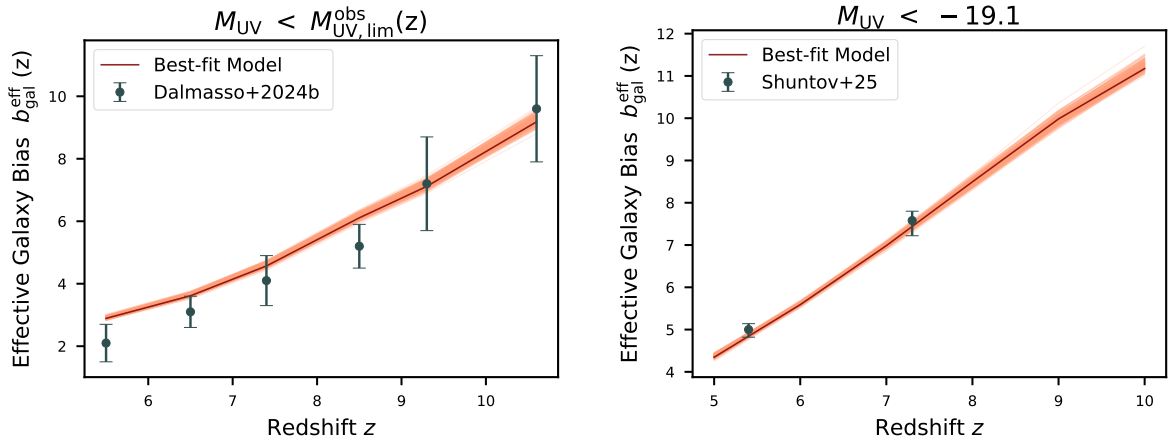 M_UV < M^obs_UV,lim(z)
Best-fit Model
Dalmasso+2024b
Effective Galaxy Bias b^eff_gal (z)
10
8
6
4
2
6 7 8 9 10
Redshift z
M_UV < −19.1
Best-fit Model
Shuntov+25
Effective Galaxy Bias b^eff_gal (z)
12
11
10
9
8
7
6
5
4
5 6 7 8 9 10
Redshift z